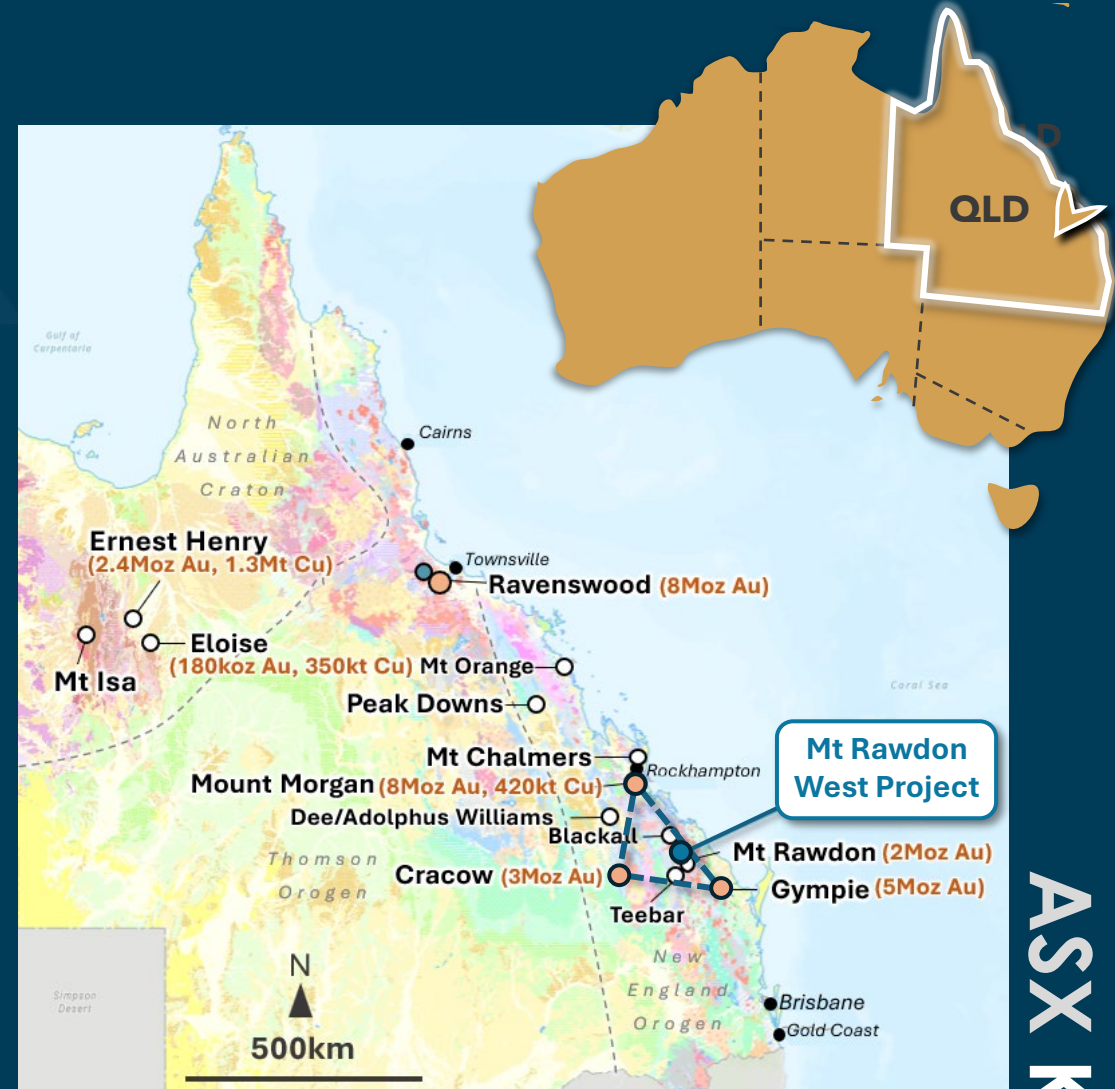 QLD
LD
Gulf of
Carpentaria
North
Australian
Craton
Cairns
Ernest Henry
(2.4Moz Au, 1.3Mt Cu)
Townsville
Ravenswood (8Moz Au)
Eloise
(180koz Au, 350kt Cu)
Mt Orange
Mt Isa
Coral Sea
Peak Downs
Mt Rawdon
West Project
Mt Chalmers
Rockhampton
Mount Morgan (8Moz Au, 420kt Cu)
Dee/Adolphus Williams
Blackall
Mt Rawdon (2Moz Au)
Thomson
Orogen
Cracow (3Moz Au)
Gympie (5Moz Au)
Teebar
New
England
Orogen
Simpson
Desert
N
500km
Brisbane
Gold Coast
ASX K